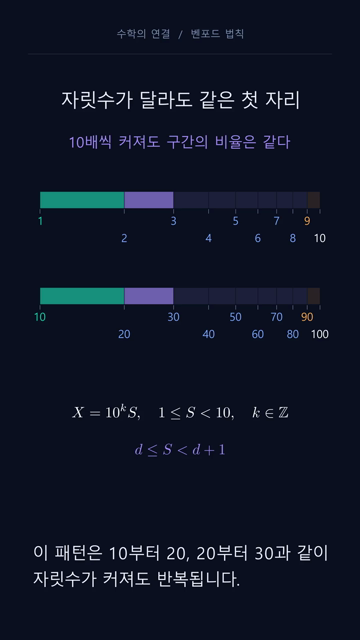 수학의 연결 / 벤포드 법칙
자릿수가 달라도 같은 첫 자리
10배씩 커져도 구간의 비율은 같다
1 3 5 7 9
2 4 6 8 10
10 30 50 70 90
20 40 60 80 100
X = 10^k S, 1 ≤ S < 10, k ∈ ℤ
d ≤ S < d + 1
이 패턴은 10부터 20, 20부터 30과 같이
자릿수가 커져도 반복됩니다.